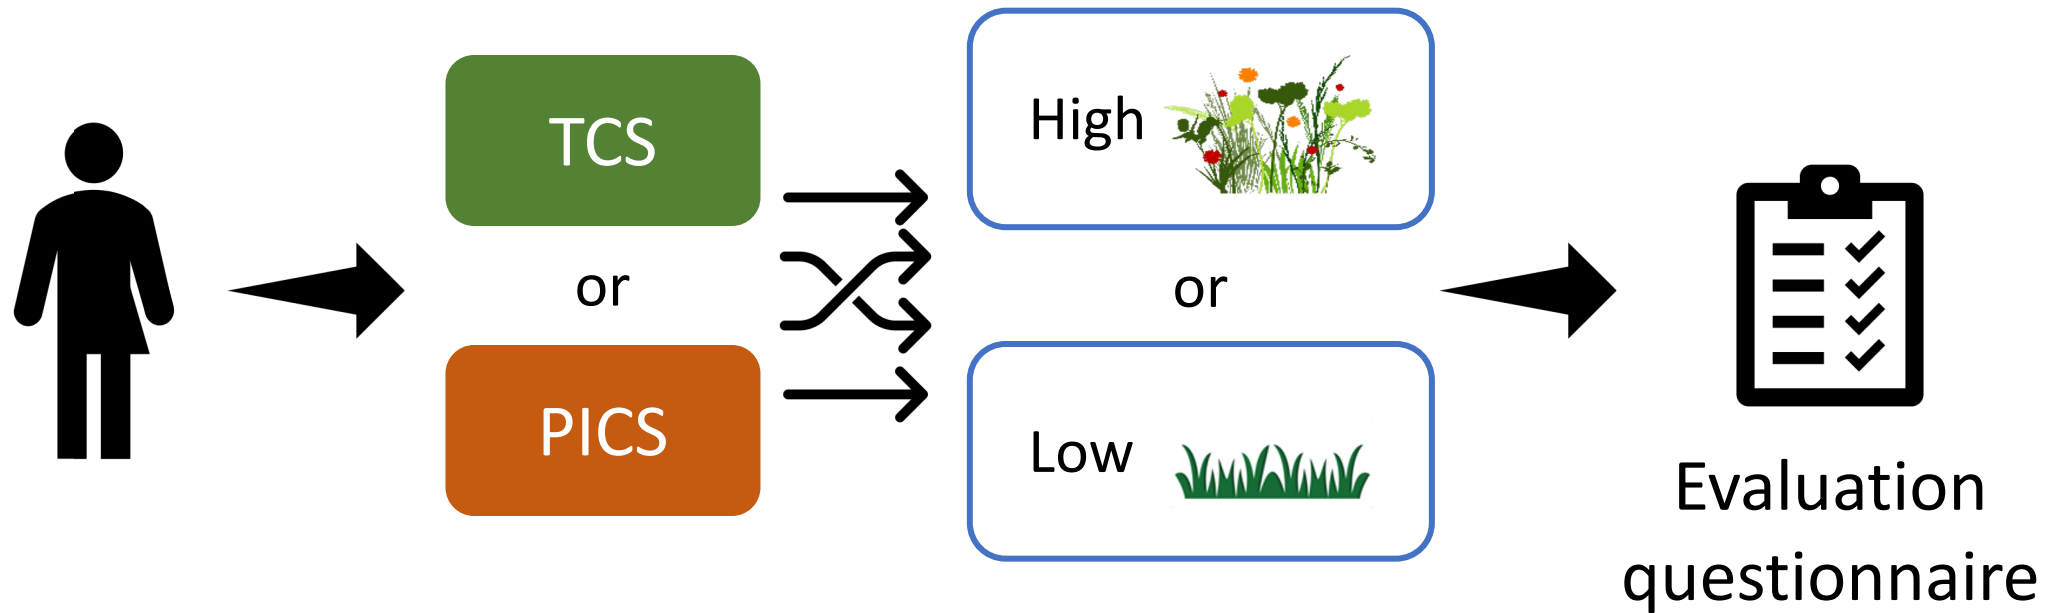 TCS
or
PICS
High
or
Low
Evaluation
questionnaire